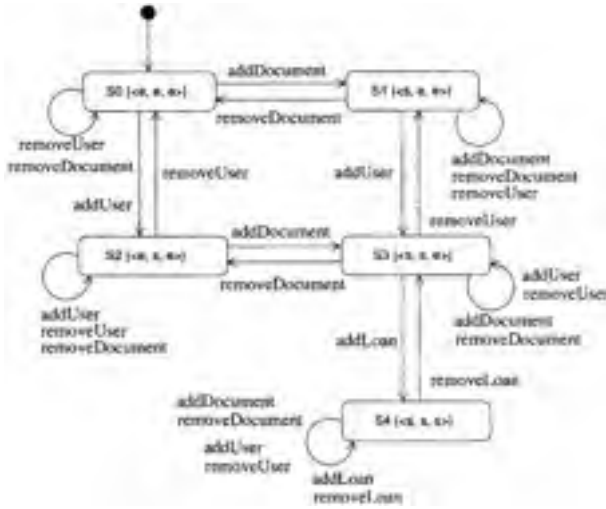 addDocument
S0 (<e, e, e>)
S1 (<s, e, e>)
removeDocument
removeUser
removeDocument
removeUser
addUser
addUser
addDocument
removeDocument
removeUser
removeUser
addDocument
S2 (<e, s, e>)
S3 (<s, s, e>)
removeDocument
addUser
removeUser
removeDocument
addUser
removeUser
addDocument
removeDocument
addLoan
removeLoan
addDocument
removeDocument
S4 (<s, s, s>)
addUser
removeUser
addLoan
removeLoan